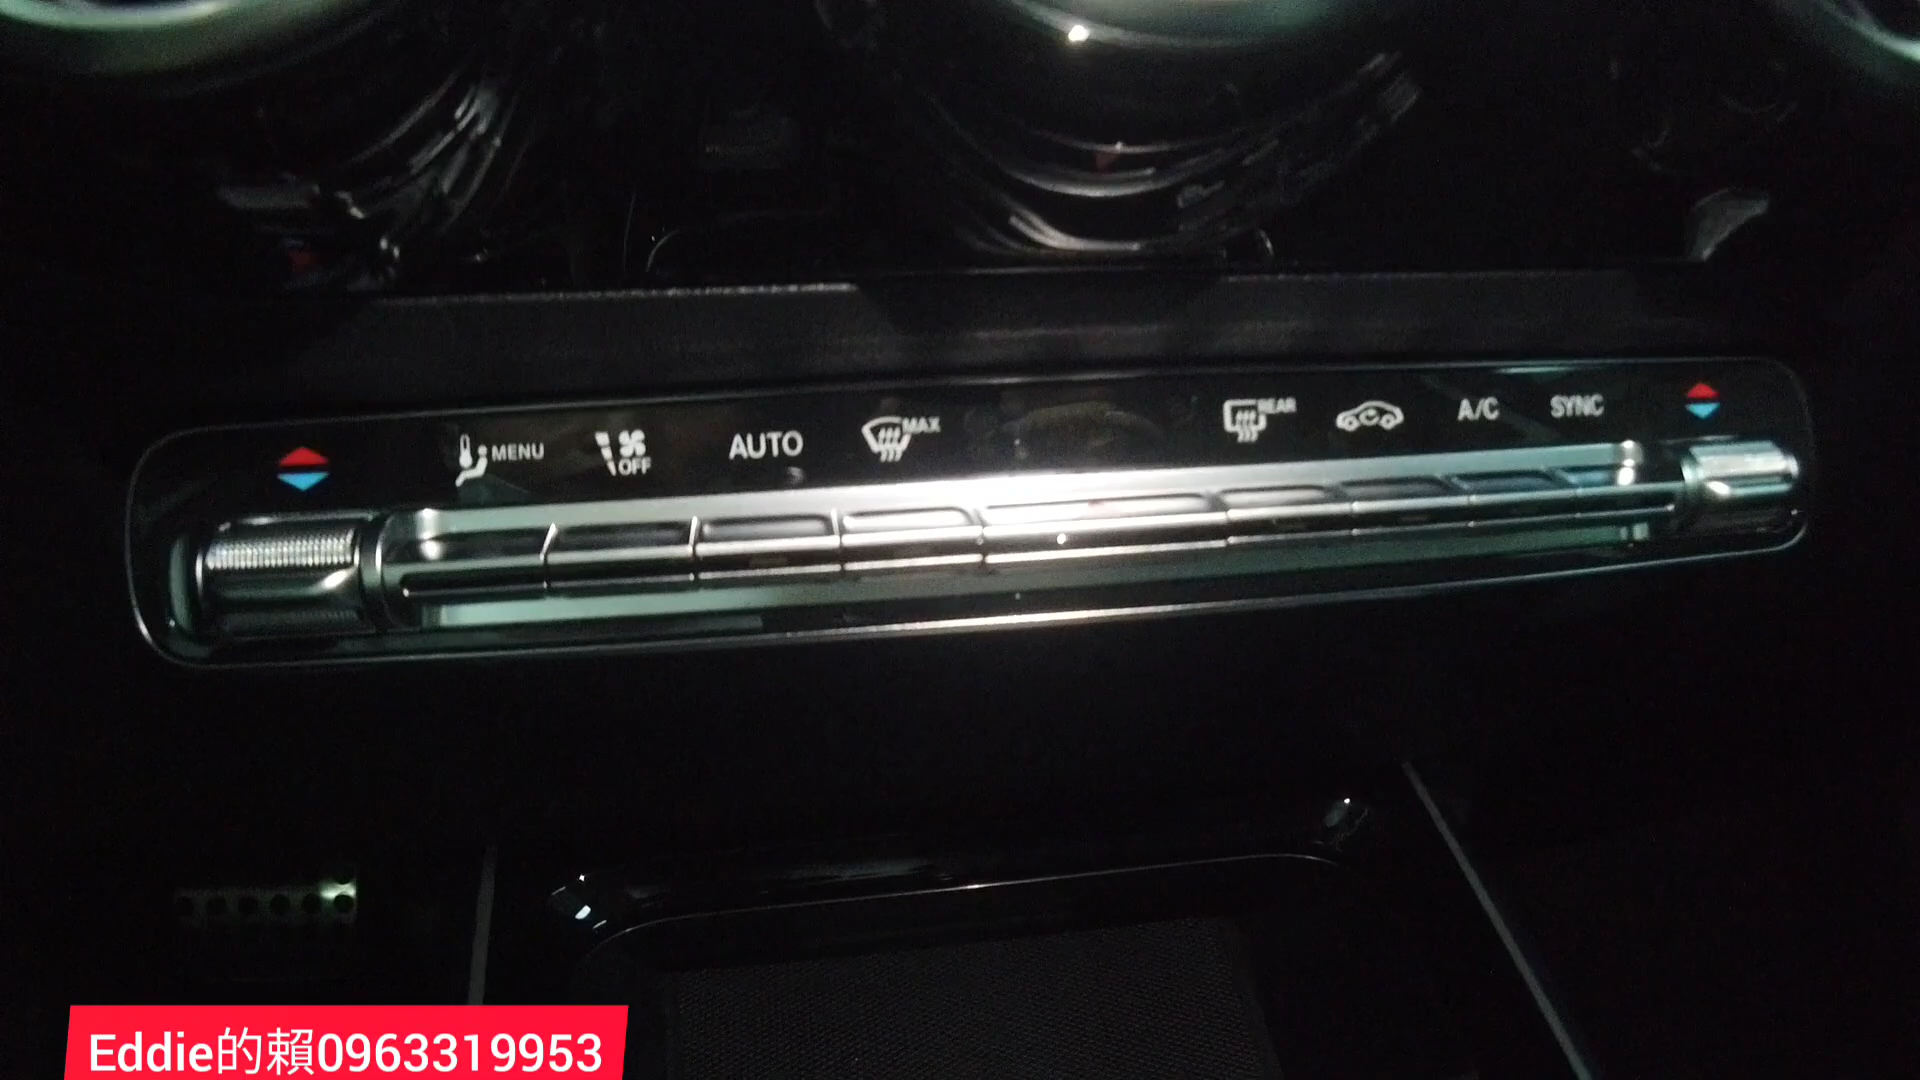 MENU
OFF
AUTO
MAX
REAR
A/C
SYNC
Eddie的賴0963319953